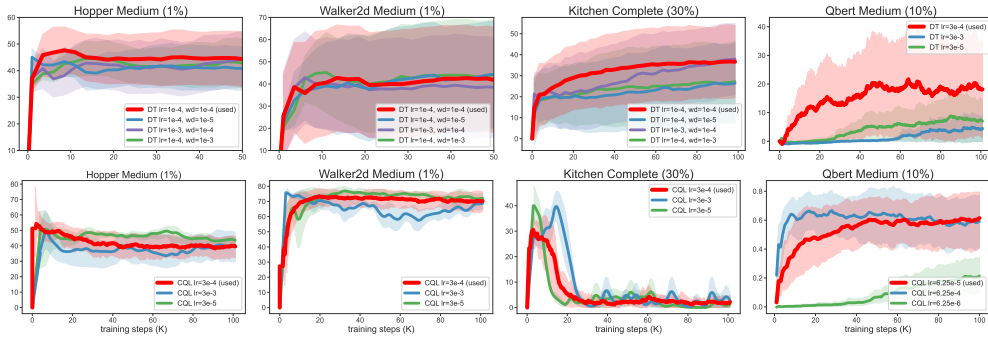 Hopper Medium (1%)
60
50
40
30
20
10
0
10
20
30
40
50
DT lr=1e-4, wd=1e-4 (used)
DT lr=1e-4, wd=1e-5
DT lr=1e-3, wd=1e-4
DT lr=1e-4, wd=1e-3
Walker2d Medium (1%)
70
60
50
40
30
20
10
0
10
20
30
40
50
DT lr=1e-4, wd=1e-4 (used)
DT lr=1e-4, wd=1e-5
DT lr=1e-3, wd=1e-4
DT lr=1e-4, wd=1e-3
Kitchen Complete (30%)
50
40
30
20
10
0
0
20
40
60
80
100
DT lr=1e-4, wd=1e-4 (used)
DT lr=1e-4, wd=1e-5
DT lr=1e-3, wd=1e-4
DT lr=1e-4, wd=1e-3
Qbert Medium (10%)
40
30
20
10
0
0
20
40
60
80
100
DT lr=3e-4 (used)
DT lr=3e-3
DT lr=3e-5
Hopper Medium (1%)
80
70
60
50
40
30
20
10
0
0
20
40
60
80
100
CQL lr=3e-4 (used)
CQL lr=3e-3
CQL lr=3e-5
training steps (K)
Walker2d Medium (1%)
80
70
60
50
40
30
20
10
0
0
20
40
60
80
100
CQL lr=3e-4 (used)
CQL lr=3e-3
CQL lr=3e-5
training steps (K)
Kitchen Complete (30%)
40
30
20
10
0
0
20
40
60
80
100
CQL lr=3e-4 (used)
CQL lr=3e-3
CQL lr=3e-5
training steps (K)
Qbert Medium (10%)
0.8
0.6
0.4
0.2
0.0
0
20
40
60
80
100
CQL lr=6.25e-5 (used)
CQL lr=6.25e-4
CQL lr=6.25e-6
training steps (K)